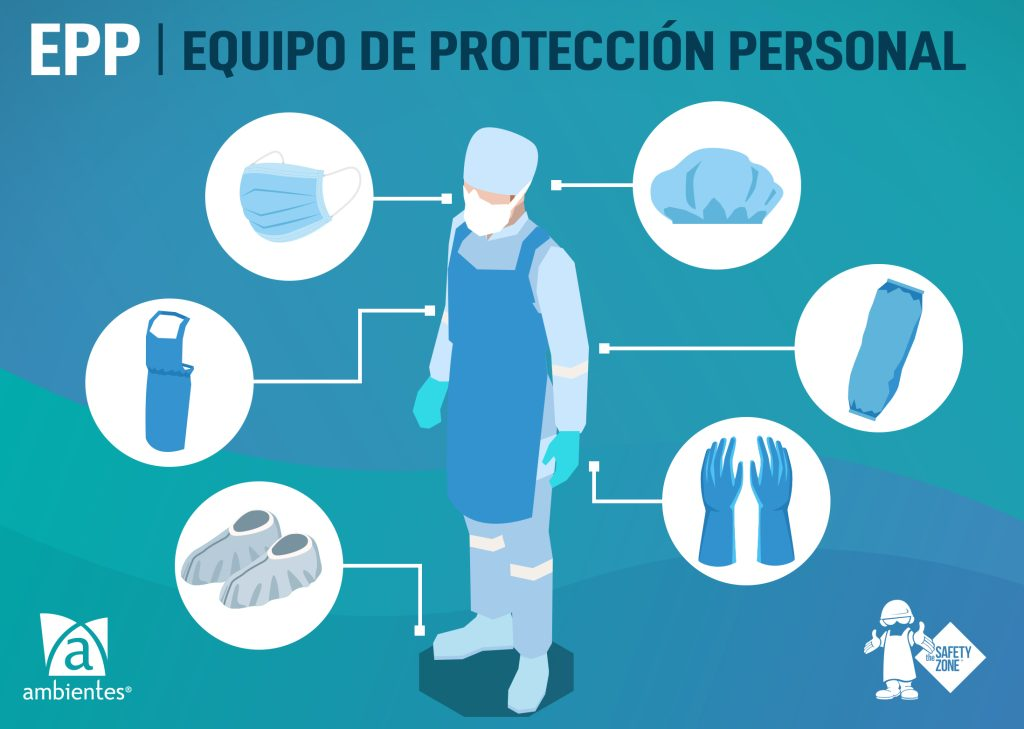 EPP | EQUIPO DE PROTECCIÓN PERSONAL
a
ambientes®
the SAFETY
ZONE